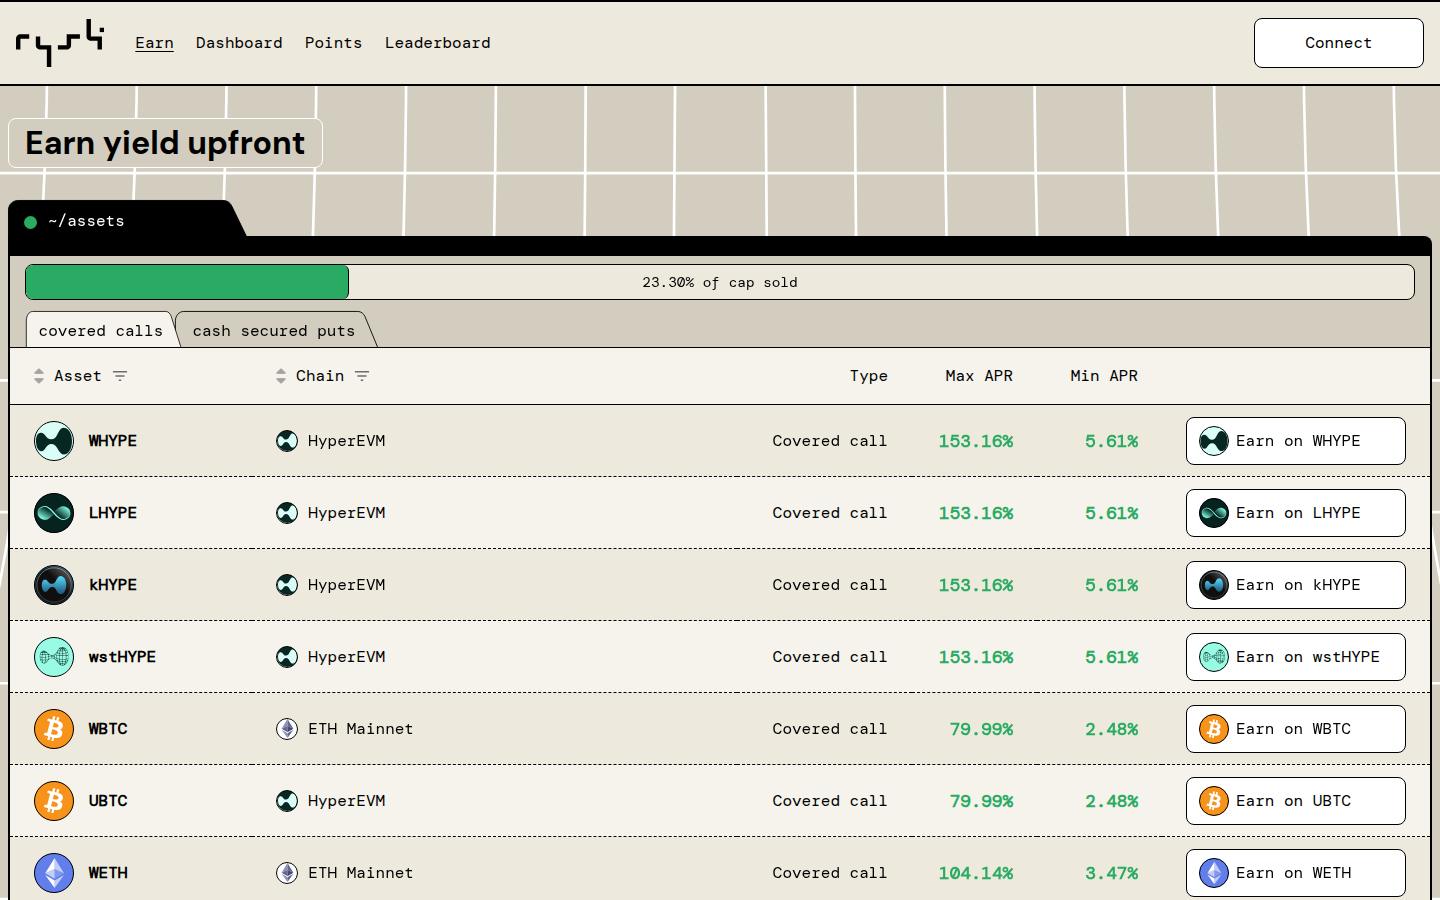 rysk
Earn Dashboard Points Leaderboard Connect
Earn yield upfront
~/assets
23.30% of cap sold
covered calls cash secured puts
Asset Chain Type Max APR Min APR
WHYPE HyperEVM Covered call 153.16% 5.61% Earn on WHYPE
LHYPE HyperEVM Covered call 153.16% 5.61% Earn on LHYPE
kHYPE HyperEVM Covered call 153.16% 5.61% Earn on kHYPE
wstHYPE HyperEVM Covered call 153.16% 5.61% Earn on wstHYPE
WBTC ETH Mainnet Covered call 79.99% 2.48% Earn on WBTC
UBTC HyperEVM Covered call 79.99% 2.48% Earn on UBTC
WETH ETH Mainnet Covered call 104.14% 3.47% Earn on WETH